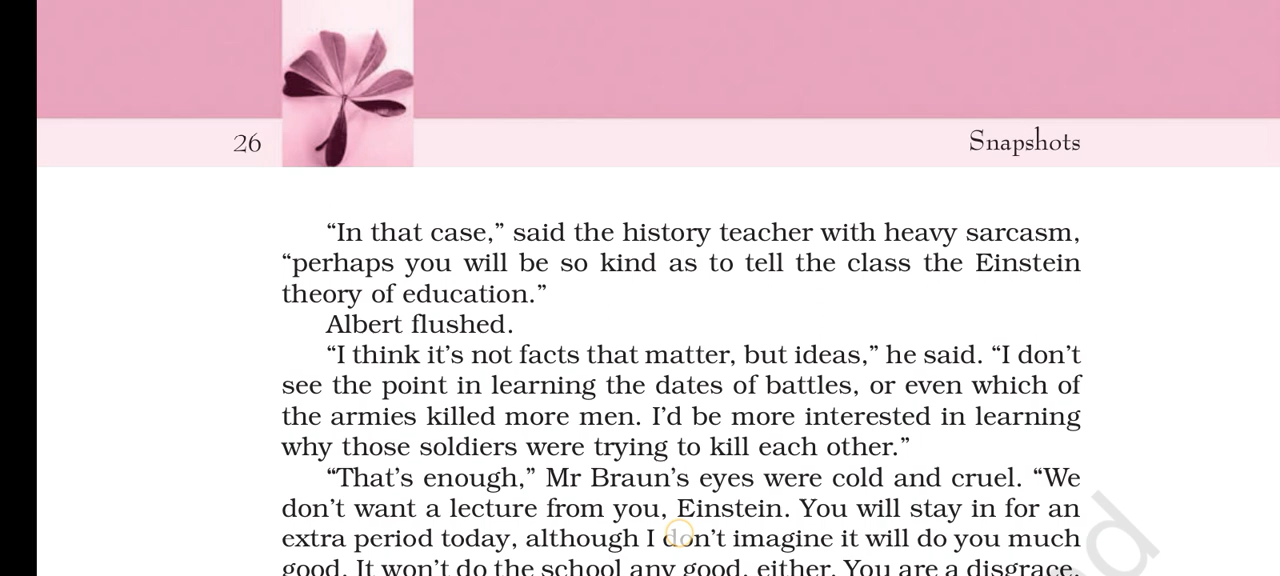 26
Snapshots
“In that case,” said the history teacher with heavy sarcasm,
“perhaps you will be so kind as to tell the class the Einstein
theory of education.”
Albert flushed.
“I think it’s not facts that matter, but ideas,” he said. “I don’t
see the point in learning the dates of battles, or even which of
the armies killed more men. I’d be more interested in learning
why those soldiers were trying to kill each other.”
“That’s enough,” Mr Braun’s eyes were cold and cruel. “We
don’t want a lecture from you, Einstein. You will stay in for an
extra period today, although I don’t imagine it will do you much
good. It won’t do the school any good, either. You are a disgrace.